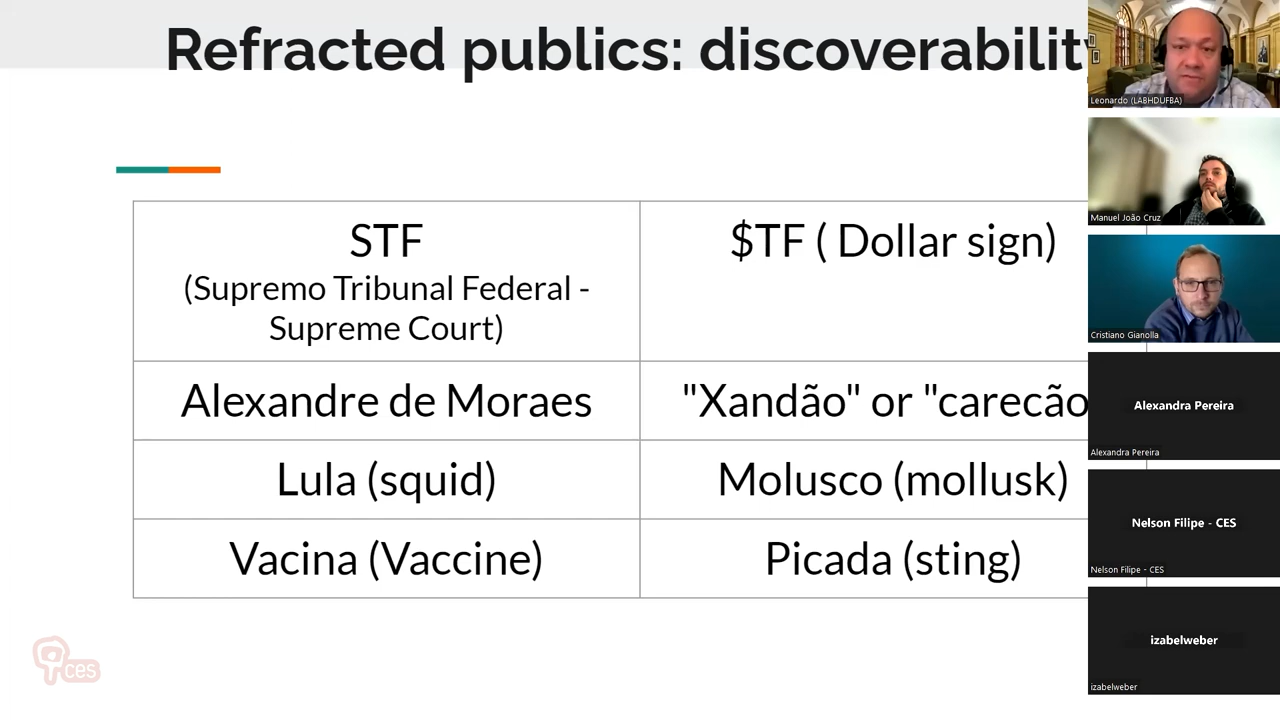 Refracted publics: discoverability
STF
(Supremo Tribunal Federal -
Supreme Court)
$TF ( Dollar sign)
Alexandre de Moraes
"Xandão" or "carecão
Lula (squid)
Molusco (mollusk)
Vacina (Vaccine)
Picada (sting)
ces
Leonardo (LABHDUFBA)
Manuel João Cruz
Cristiano Gianolla
Alexandra Pereira
Alexandra Pereira
Nelson Filipe - CES
Nelson Filipe - CES
izabelweber
izabelweber